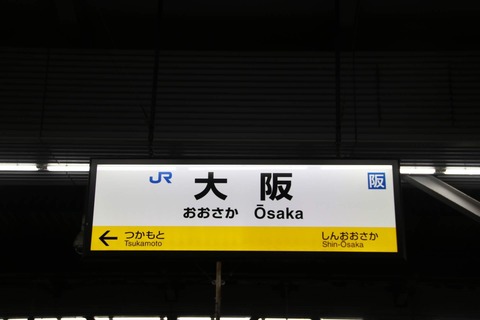 JR 大阪 阪
おおさか Ōsaka
← つかもと しんおおさか
Tsukamoto Shin-Ōsaka